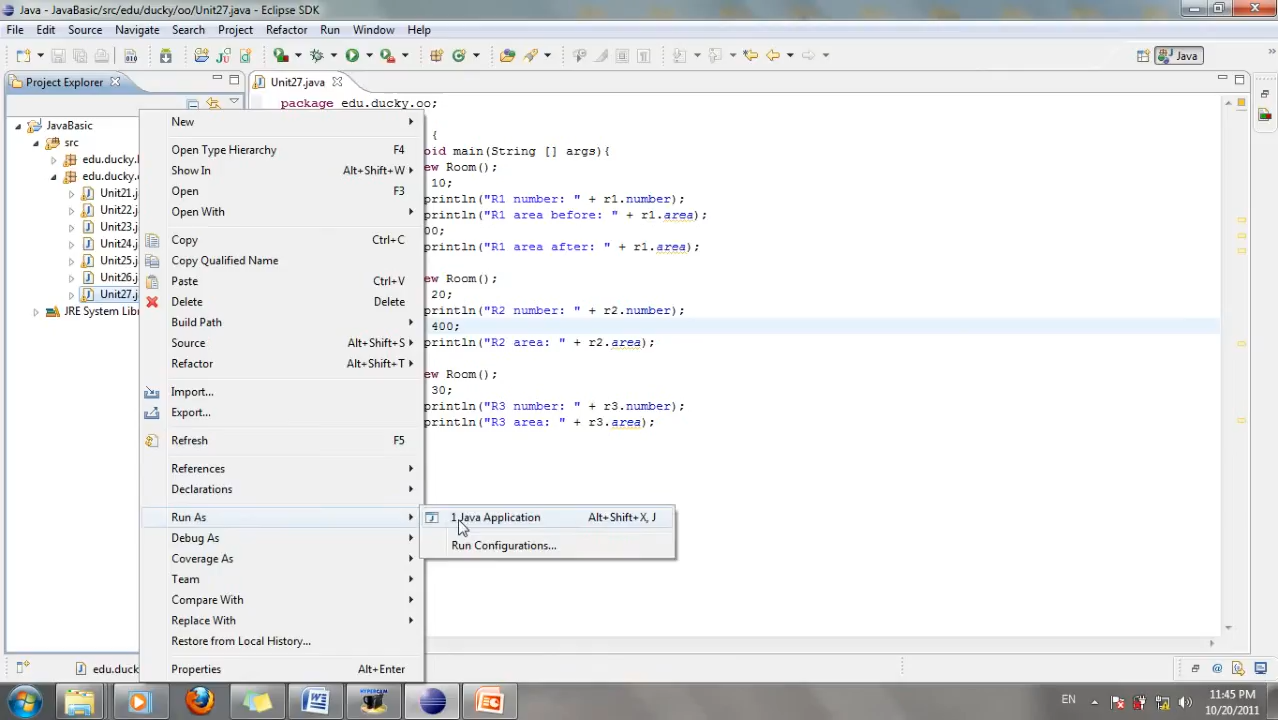 Java - JavaBasic/src/edu/ducky/oo/Unit27.java - Eclipse SDK
File Edit Source Navigate Search Project Refactor Run Window Help
Java
Project Explorer
Unit27.java
JavaBasic
src
edu.ducky.
edu.ducky.
Unit21.j
Unit22.j
Unit23.j
Unit24.j
Unit25.j
Unit26.j
Unit27.j
JRE System Lib
New
Open Type Hierarchy F4
Show In Alt+Shift+W
Open F3
Open With
Copy Ctrl+C
Copy Qualified Name
Paste Ctrl+V
Delete Delete
Build Path
Source Alt+Shift+S
Refactor Alt+Shift+T
Import...
Export...
Refresh F5
References
Declarations
Run As
Debug As
Coverage As
Team
Compare With
Replace With
Restore from Local History...
Properties Alt+Enter
1 Java Application Alt+Shift+X, J
Run Configurations...
package edu.ducky.oo;
{
oid main(String [] args){
ew Room();
10;
println("R1 number: " + r1.number);
println("R1 area before: " + r1.area);
00;
println("R1 area after: " + r1.area);
ew Room();
20;
println("R2 number: " + r2.number);
400;
println("R2 area: " + r2.area);
ew Room();
30;
println("R3 number: " + r3.number);
println("R3 area: " + r3.area);
edu.duck
HYPERCAM
EN
11:45 PM
10/20/2011